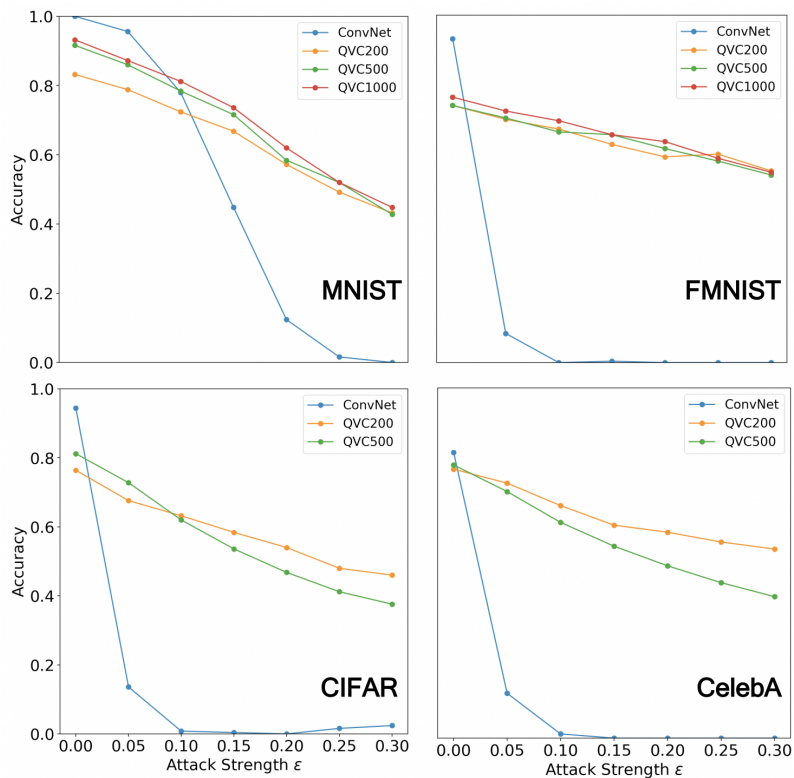 1.0
0.8
0.6
0.4
0.2
0.0
Accuracy
ConvNet
QVC200
QVC500
QVC1000
MNIST
ConvNet
QVC200
QVC500
QVC1000
FMNIST
1.0
0.8
0.6
0.4
0.2
0.0
Accuracy
ConvNet
QVC200
QVC500
CIFAR
0.00 0.05 0.10 0.15 0.20 0.25 0.30
Attack Strength ε
ConvNet
QVC200
QVC500
CelebA
0.00 0.05 0.10 0.15 0.20 0.25 0.30
Attack Strength ε